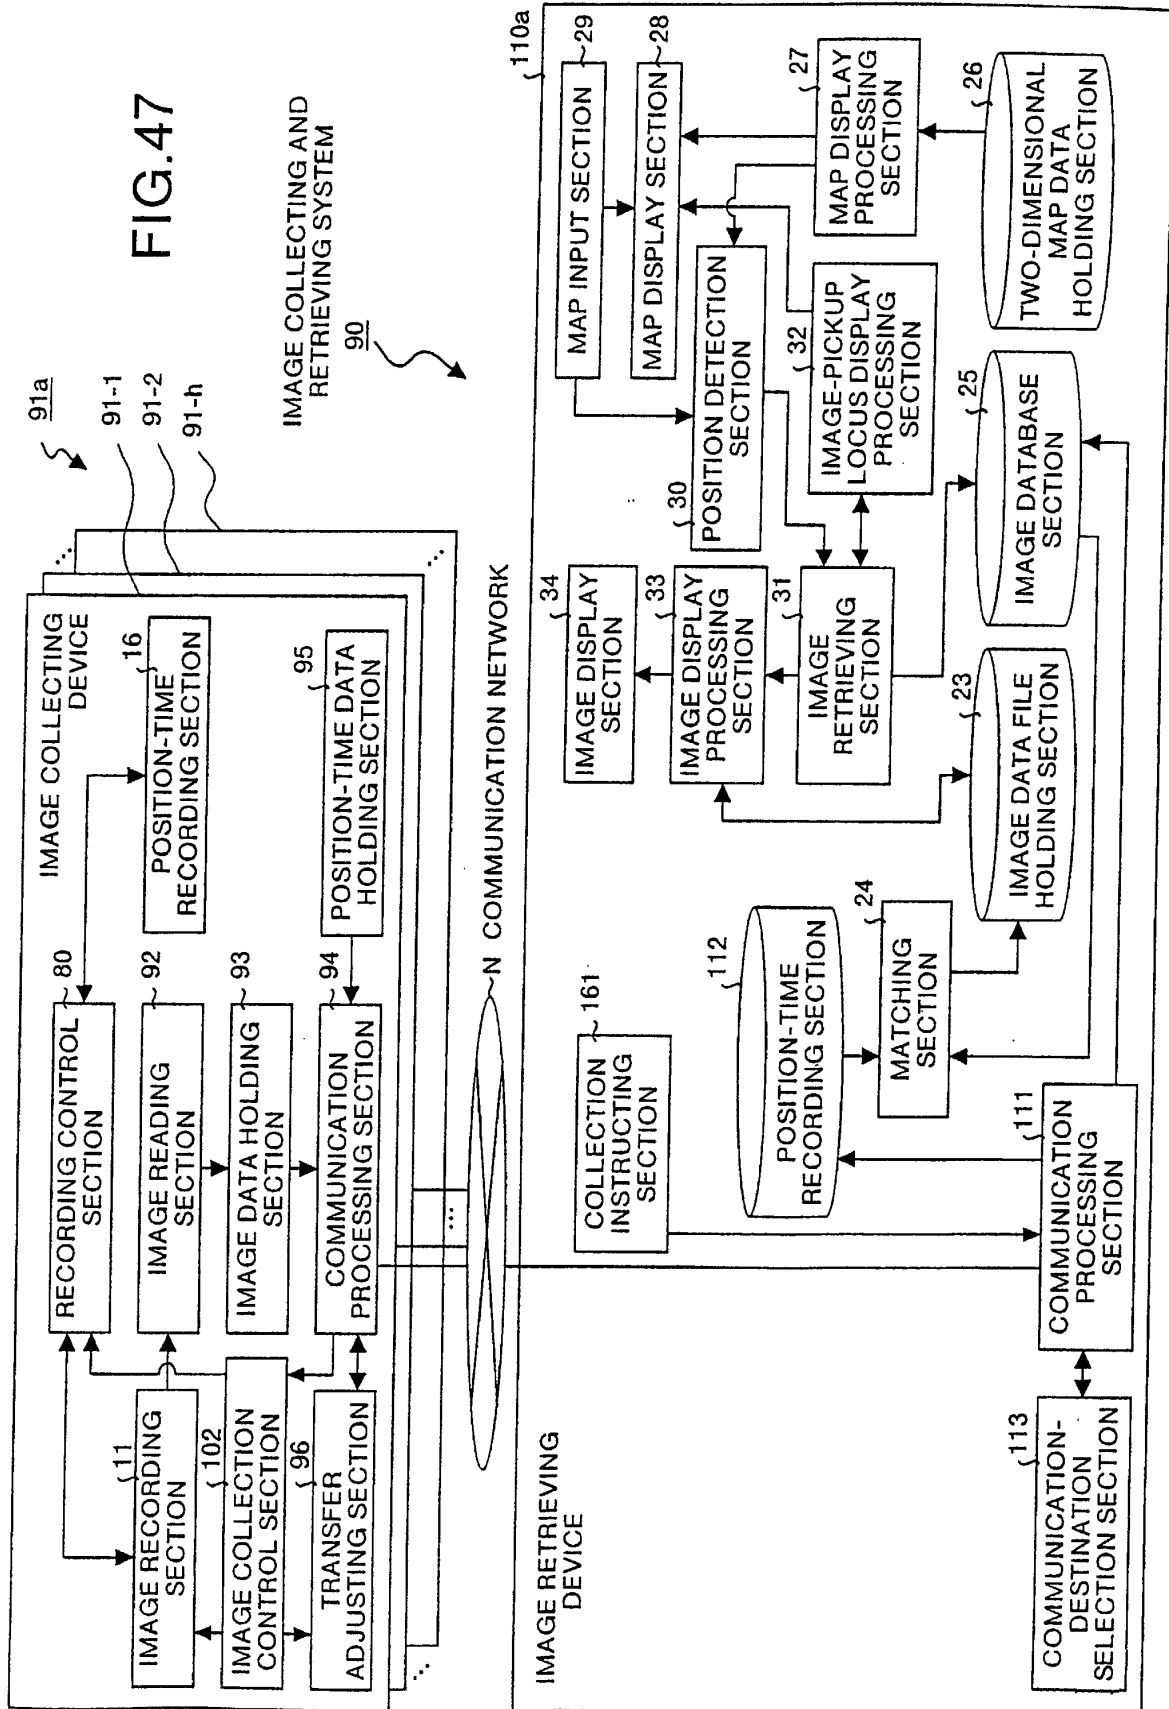 FIG.47
IMAGE COLLECTING AND
RETRIEVING SYSTEM
90
91a
91-1
91-2
91-h
IMAGE COLLECTING
DEVICE
80
RECORDING CONTROL
SECTION
16
POSITION-TIME
RECORDING SECTION
11
IMAGE RECORDING
SECTION
92
IMAGE READING
SECTION
102
IMAGE COLLECTION
CONTROL SECTION
93
IMAGE DATA HOLDING
SECTION
96
TRANSFER
ADJUSTING SECTION
94
COMMUNICATION
PROCESSING SECTION
95
POSITION-TIME DATA
HOLDING SECTION
...
...
...
N COMMUNICATION NETWORK
IMAGE RETRIEVING
DEVICE
110a
29
MAP INPUT SECTION
28
MAP DISPLAY SECTION
34
IMAGE DISPLAY
SECTION
161
COLLECTION
INSTRUCTING
SECTION
30
POSITION DETECTION
SECTION
33
IMAGE DISPLAY
PROCESSING
SECTION
27
MAP DISPLAY
PROCESSING
SECTION
32
IMAGE-PICKUP
LOCUS DISPLAY
PROCESSING
SECTION
31
IMAGE
RETRIEVING
SECTION
112
POSITION-TIME
RECORDING SECTION
24
MATCHING
SECTION
23
IMAGE DATA FILE
HOLDING SECTION
25
IMAGE DATABASE
SECTION
26
TWO-DIMENSIONAL
MAP DATA
HOLDING SECTION
111
COMMUNICATION
PROCESSING
SECTION
113
COMMUNICATION-
DESTINATION
SELECTION SECTION